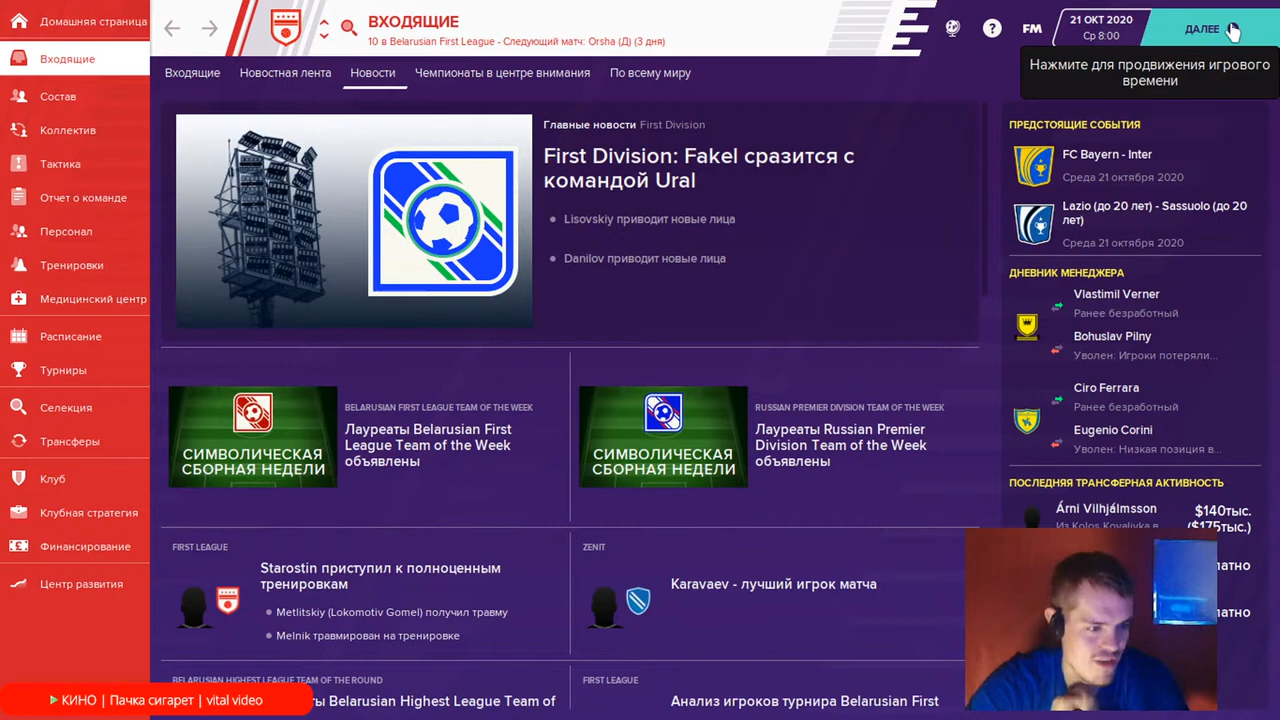 Домашняя страница
Входящие
Состав
Коллектив
Тактика
Отчет о команде
Персонал
Тренировки
Медицинский центр
Расписание
Турниры
Селекция
Трансферы
Клуб
Клубная стратегия
Финансирование
Центр развития
ВХОДЯЩИЕ
10 в Belarusian First League - Следующий матч: Orsha (Д) (3 дня)
?
FM
21 ОКТ 2020
Ср 8:00
ДАЛЕЕ
Нажмите для продвижения игрового
времени
Входящие
Новостная лента
Новости
Чемпионаты в центре внимания
По всему миру
Главные новости First Division
First Division: Fakel сразится с
командой Ural
Lisovskiy приводит новые лица
Danilov приводит новые лица
СИМВОЛИЧЕСКАЯ
СБОРНАЯ НЕДЕЛИ
BELARUSIAN FIRST LEAGUE TEAM OF THE WEEK
Лауреаты Belarusian First
League Team of the Week
объявлены
СИМВОЛИЧЕСКАЯ
СБОРНАЯ НЕДЕЛИ
RUSSIAN PREMIER DIVISION TEAM OF THE WEEK
Лауреаты Russian Premier
Division Team of the Week
объявлены
FIRST LEAGUE
Starostin приступил к полноценным
тренировкам
Metlitskiy (Lokomotiv Gomel) получил травму
Melnik травмирован на тренировке
ZENIT
Karavaev - лучший игрок матча
BELARUSIAN HIGHEST LEAGUE TEAM OF THE ROUND
Belarusian Highest League Team of
FIRST LEAGUE
Анализ игроков турнира Belarusian First
ПРЕДСТОЯЩИЕ СОБЫТИЯ
FC Bayern - Inter
Среда 21 октября 2020
Lazio (до 20 лет) - Sassuolo (до 20
лет)
Среда 21 октября 2020
ДНЕВНИК МЕНЕДЖЕРА
Vlastimil Verner
Ранее безработный
Bohuslav Pilny
Уволен: Игроки потеряли...
Ciro Ferrara
Ранее безработный
Eugenio Corini
Уволен: Низкая позиция в...
ПОСЛЕДНЯЯ ТРАНСФЕРНАЯ АКТИВНОСТЬ
Árni Vilhjálmsson
Из Kolos Kovalivka в
$140тыс.
($175тыс.)
КИНО | Пачка сигарет | vital video